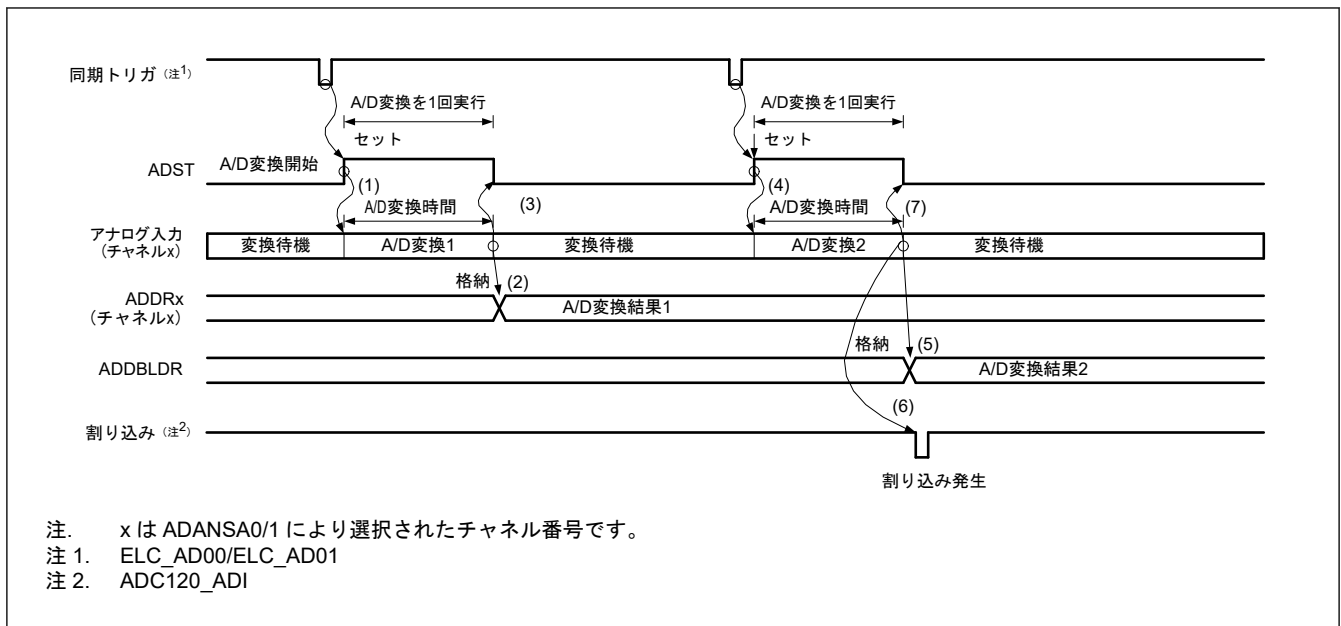 同期トリガ（注1）
A/D変換を1回実行 A/D変換を1回実行
セット セット
ADST A/D変換開始
(1) (3) (4) (7)
A/D変換時間 A/D変換時間
アナログ入力
（チャネルx）
変換待機 A/D変換1 変換待機 A/D変換2 変換待機
格納 (2)
ADDRx
（チャネルx）
A/D変換結果1
格納 (5)
ADDBLDR A/D変換結果2
(6)
割り込み（注2）
割り込み発生
注. x は ADANSA0/1 により選択されたチャネル番号です。
注 1. ELC_AD00/ELC_AD01
注 2. ADC120_ADI